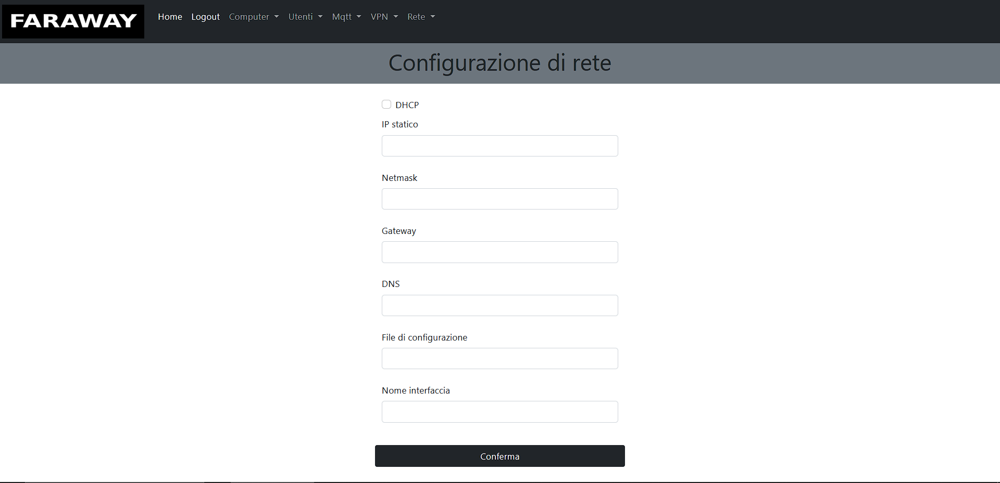 FARAWAY Home Logout Computer Utenti Mqtt VPN Rete
Configurazione di rete
DHCP
IP statico
Netmask
Gateway
DNS
File di configurazione
Nome interfaccia
Conferma